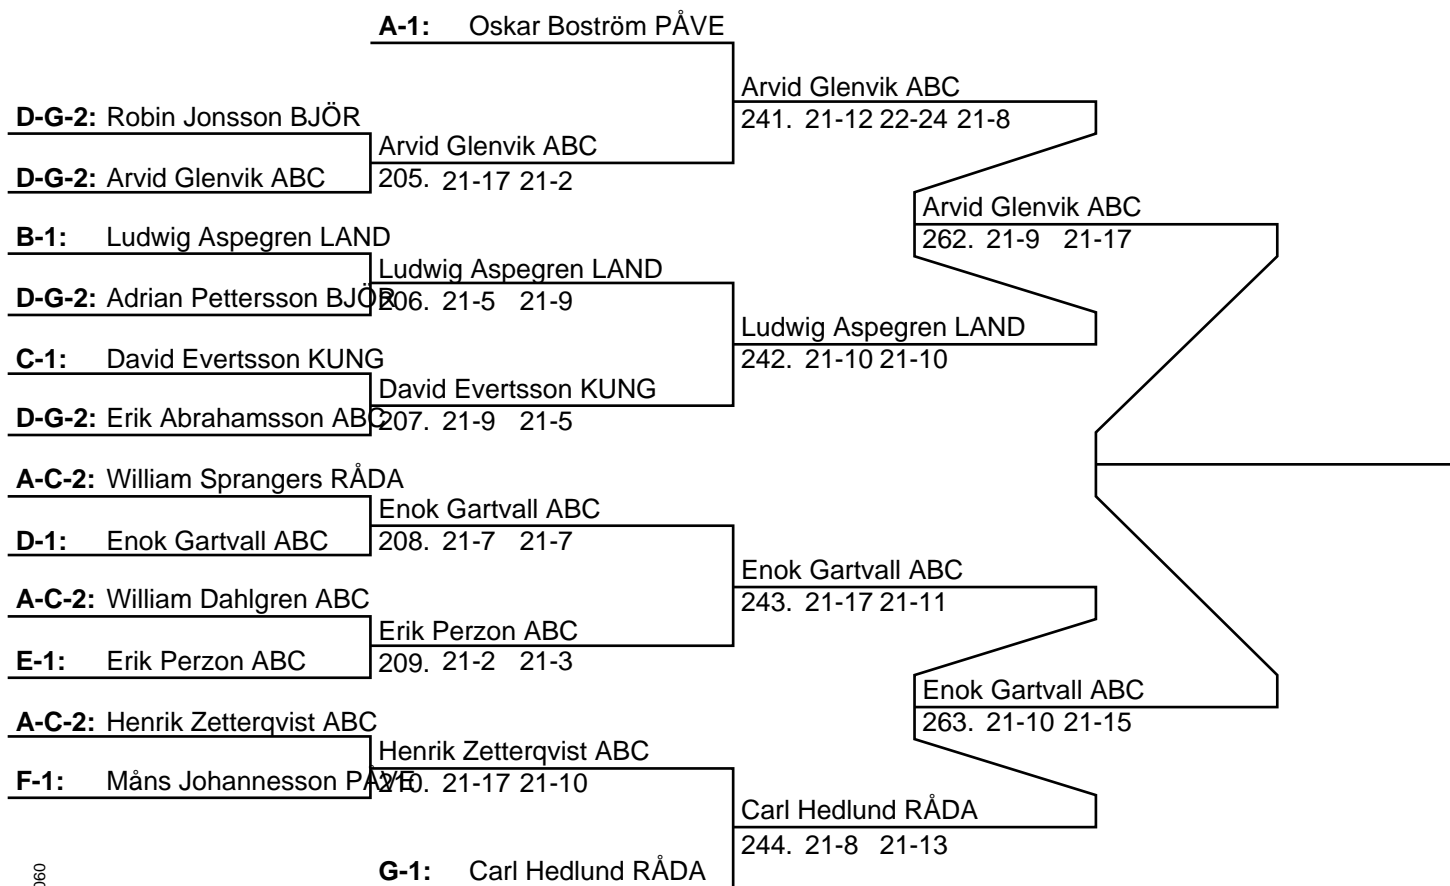 A-1: Oskar Boström PÅVE
Arvid Glenvik ABC
241. 21-12 22-24 21-8
D-G-2: Robin Jonsson BJÖR
Arvid Glenvik ABC
205. 21-17 21-2
D-G-2: Arvid Glenvik ABC
Arvid Glenvik ABC
262. 21-9 21-17
B-1: Ludwig Aspegren LAND
Ludwig Aspegren LAND
206. 21-5 21-9
D-G-2: Adrian Pettersson BJÖR
Ludwig Aspegren LAND
242. 21-10 21-10
C-1: David Evertsson KUNG
David Evertsson KUNG
207. 21-9 21-5
D-G-2: Erik Abrahamsson ABC
A-C-2: William Sprangers RÅDA
Enok Gartvall ABC
208. 21-7 21-7
D-1: Enok Gartvall ABC
Enok Gartvall ABC
243. 21-17 21-11
A-C-2: William Dahlgren ABC
Erik Perzon ABC
209. 21-2 21-3
E-1: Erik Perzon ABC
Enok Gartvall ABC
263. 21-10 21-15
A-C-2: Henrik Zetterqvist ABC
Henrik Zetterqvist ABC
210. 21-17 21-10
F-1: Måns Johannesson PÅVE
Carl Hedlund RÅDA
244. 21-8 21-13
G-1: Carl Hedlund RÅDA
060